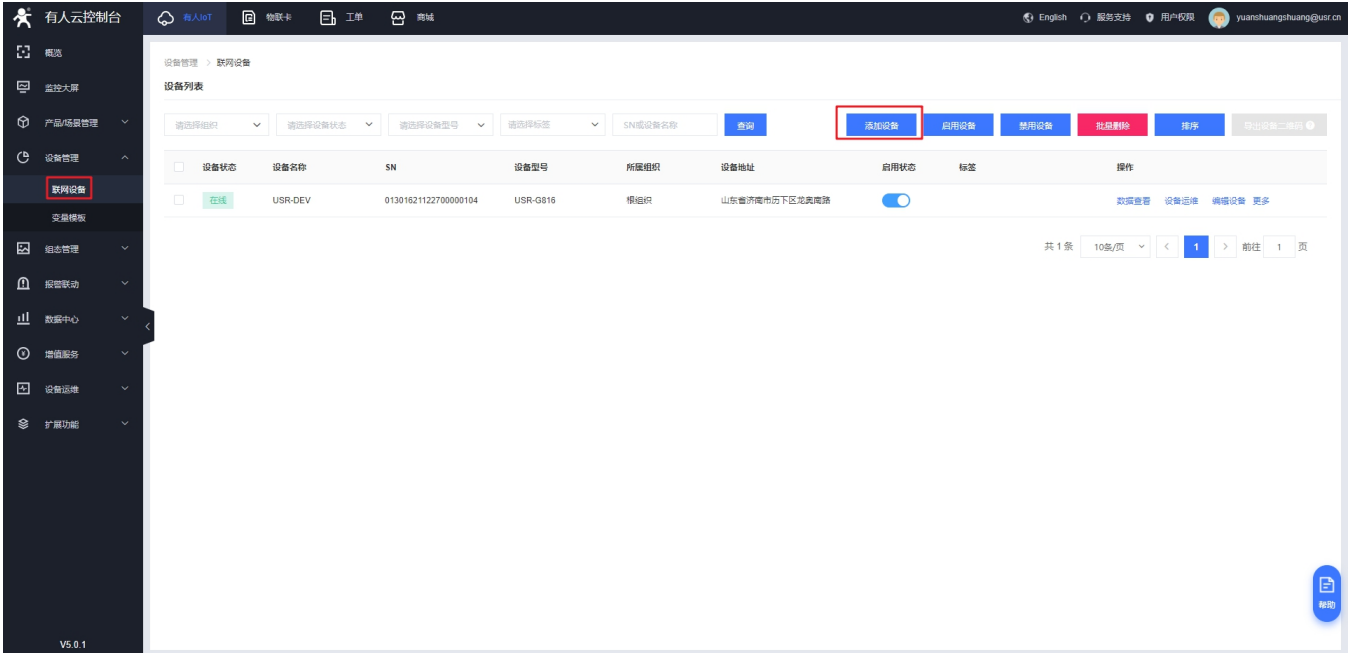 有人云控制台 有人IoT 物联卡 工单 商城 English 服务支持 用户权限 yuanshuangshuang@usr.cn
概览
监控大屏
产品/场景管理
设备管理
联网设备
变量模板
组态管理
报警联动
数据中心
增值服务
设备运维
扩展功能
V5.0.1
设备管理 > 联网设备
设备列表
请选择组织 请选择设备状态 请选择设备型号 请选择标签 SN或设备名称 查询 添加设备 启用设备 禁用设备 批量删除 排序 导出设备二维码
设备状态 设备名称 SN 设备型号 所属组织 设备地址 启用状态 标签 操作
在线 USR-DEV 01301621122700000104 USR-G816 根组织 山东省济南市历下区龙奥南路 数据查看 设备运维 编辑设备 更多
共 1 条 10条/页 < 1 > 前往 1 页
帮助